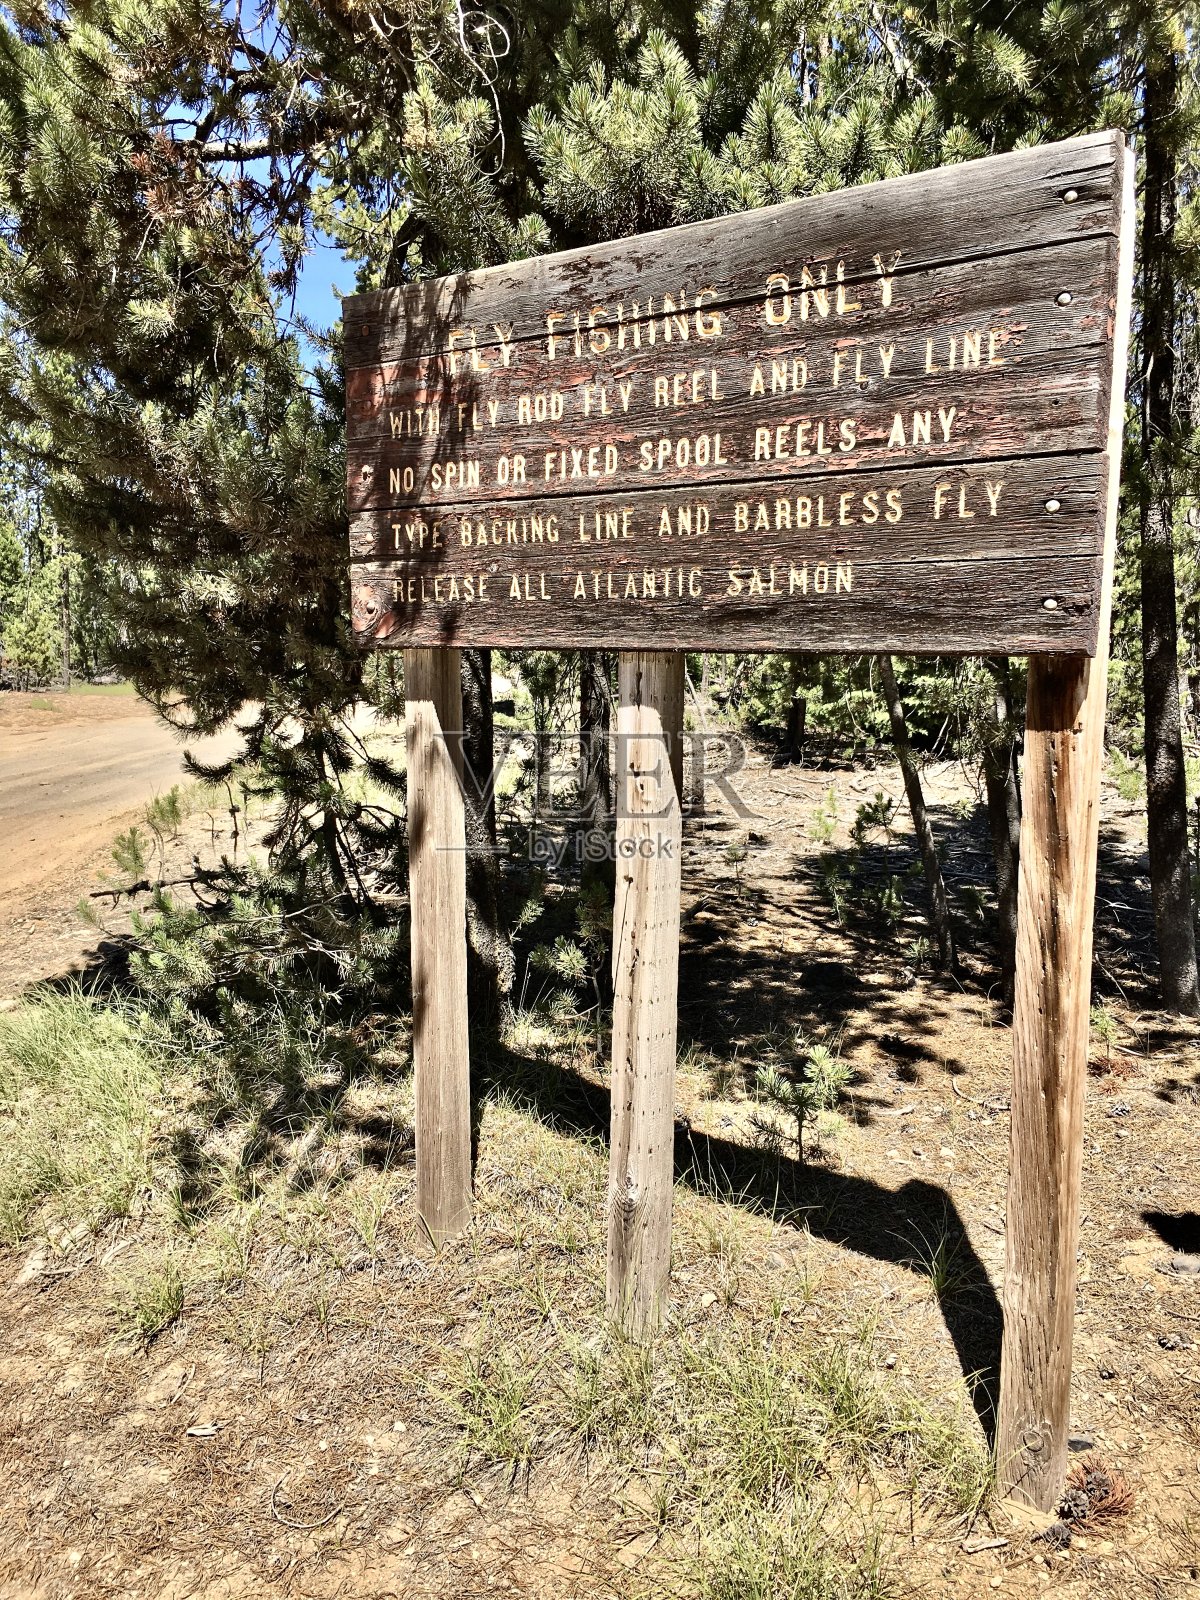 FLY FISHING ONLY
WITH FLY ROD FLY REEL AND FLY LINE.
NO SPIN OR FIXED SPOOL REELS-ANY
TYPE BACKING LINE AND BARBLESS FLY
RELEASE ALL ATLANTIC SALMON
VEER
by iStock